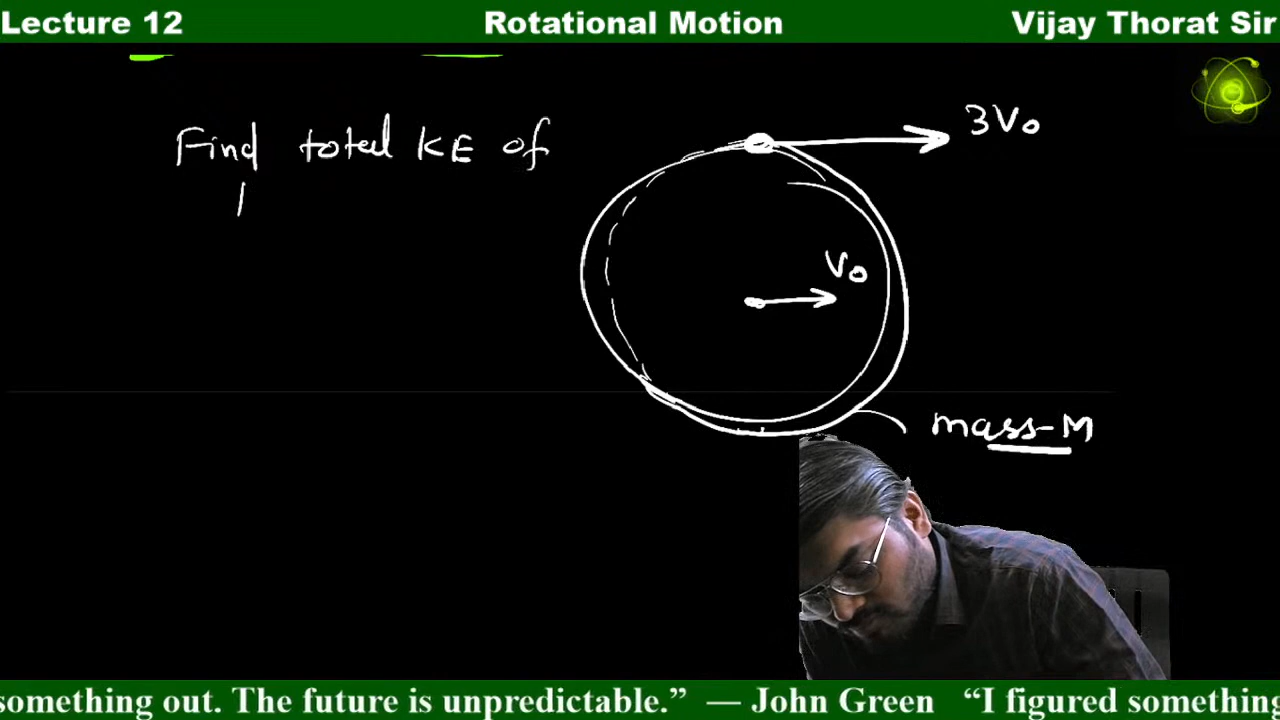 Lecture 12 Rotational Motion Vijay Thorat Sir
Find total KE of
3V₀
V₀
mass-M
something out. The future is unpredictable.” — John Green “I figured something